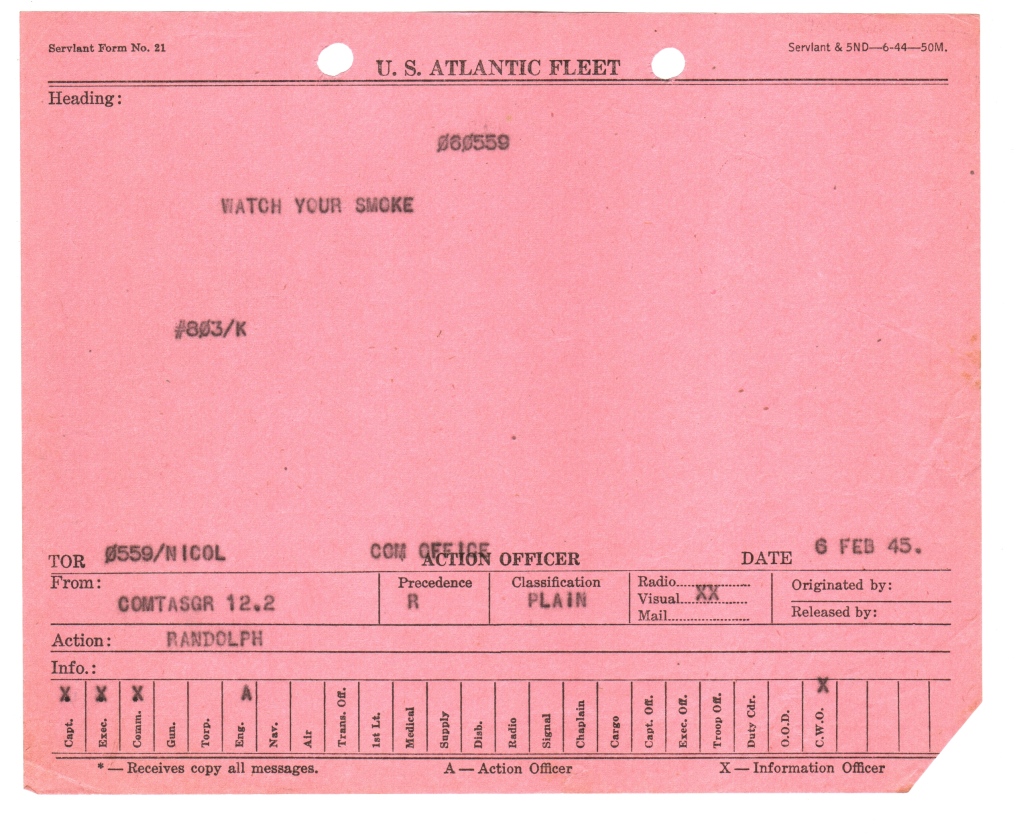 Servlant Form No. 21
Servlant & 5ND—6-44—50M.
U. S. ATLANTIC FLEET
Heading:
Ø6Ø559
WATCH YOUR SMOKE
#8Ø3/K
TOR Ø559/NICOL COM OFFICE ACTION OFFICER DATE 6 FEB 45.
From: COMTASGR 12.2
Precedence R
Classification PLAIN
Radio
Visual XX
Mail
Originated by:
Released by:
Action: RANDOLPH
Info.:
X X X A X
Capt. Exec. Comm. Gun. Torp. Eng. Nav. Air Trans. Off. 1st Lt. Medical Supply Disb. Radio Signal Chaplain Cargo Capt. Off. Exec. Off. Troop Off. Duty Cdr. O.O.D. C.W.O.
* — Receives copy all messages. A — Action Officer X — Information Officer